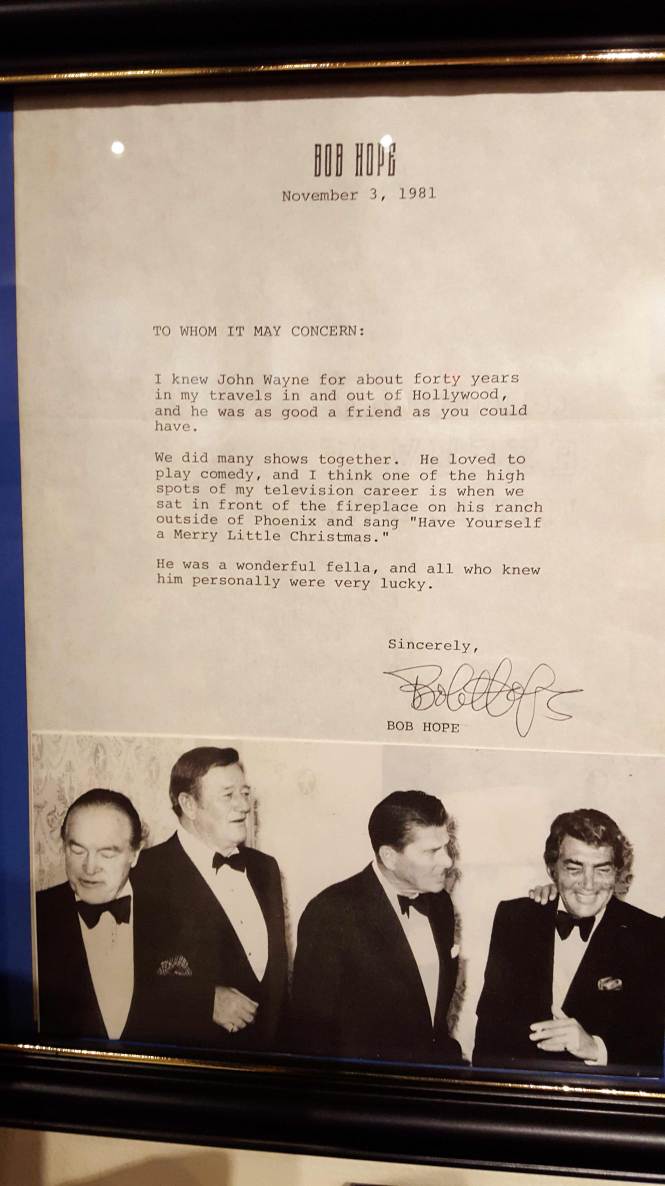 BOB HOPE
November 3, 1981
TO WHOM IT MAY CONCERN:
I knew John Wayne for about forty years
in my travels in and out of Hollywood,
and he was as good a friend as you could
have.
We did many shows together. He loved to
play comedy, and I think one of the high
spots of my television career is when we
sat in front of the fireplace on his ranch
outside of Phoenix and sang "Have Yourself
a Merry Little Christmas."
He was a wonderful fella, and all who knew
him personally were very lucky.
Sincerely,
Bob Hope
BOB HOPE